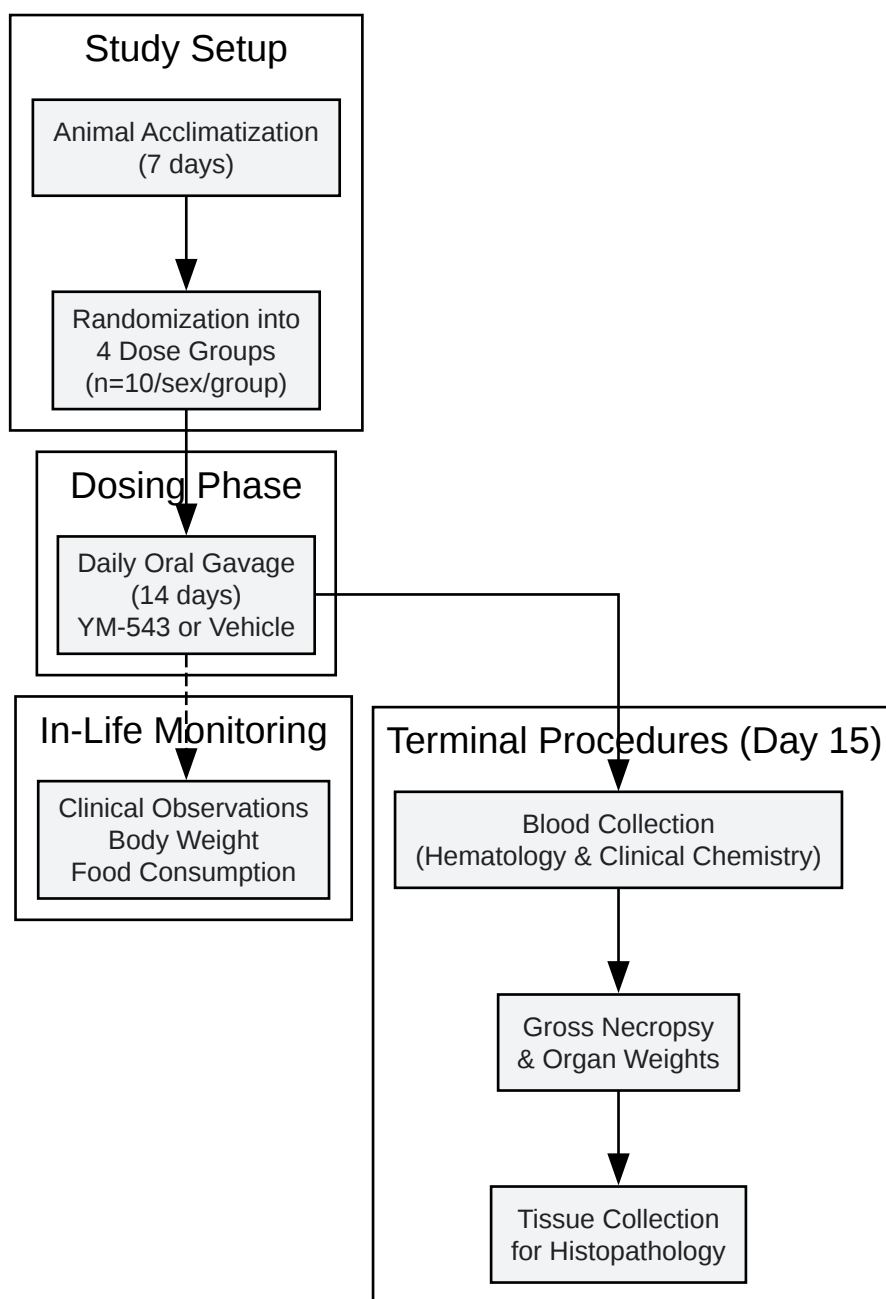 Study Setup
Animal Acclimatization
(7 days)
Randomization into
4 Dose Groups
(n=10/sex/group)
Dosing Phase
Daily Oral Gavage
(14 days)
YM-543 or Vehicle
In-Life Monitoring
Clinical Observations
Body Weight
Food Consumption
Terminal Procedures (Day 15)
Blood Collection
(Hematology & Clinical Chemistry)
Gross Necropsy
& Organ Weights
Tissue Collection
for Histopathology